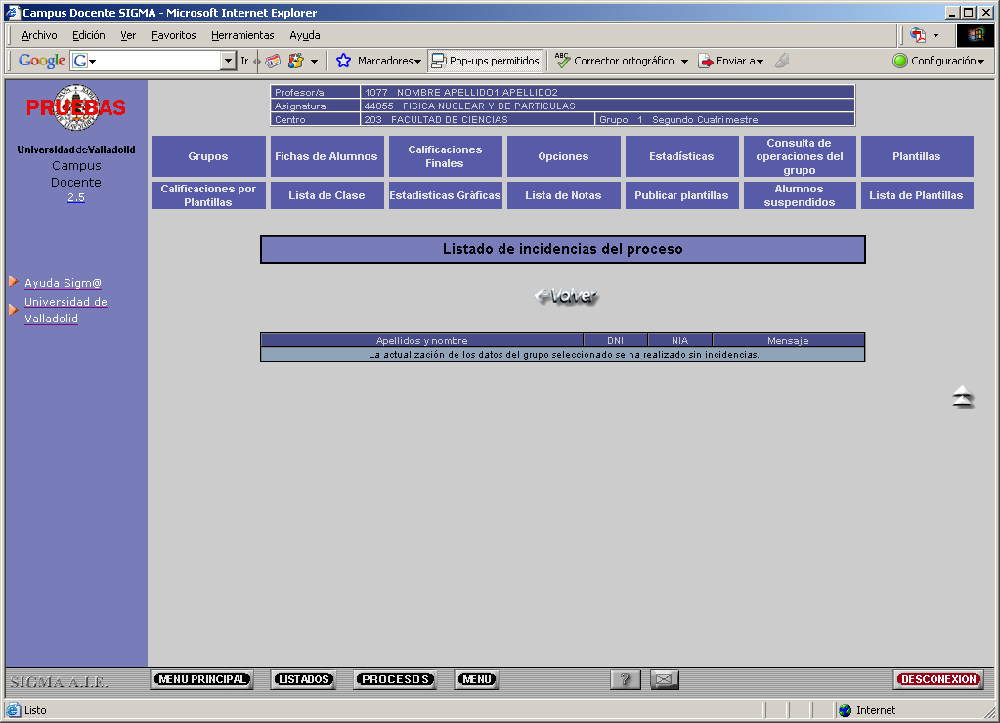 Campus Docente SIGMA - Microsoft Internet Explorer
Archivo Edición Ver Favoritos Herramientas Ayuda
Google G Ir Marcadores Pop-ups permitidos ABC Corrector ortográfico Enviar a Configuración
PRUEBAS
Universidad de Valladolid
Campus
Docente
2.5
Ayuda Sigm@
Universidad de
Valladolid
Profesor/a 1077 NOMBRE APELLIDO1 APELLIDO2
Asignatura 44055 FISICA NUCLEAR Y DE PARTICULAS
Centro 203 FACULTAD DE CIENCIAS Grupo 1 Segundo Cuatrimestre
Grupos
Fichas de Alumnos
Calificaciones
Finales
Opciones
Estadísticas
Consulta de
operaciones del
grupo
Plantillas
Calificaciones por
Plantillas
Lista de Clase
Estadísticas Gráficas
Lista de Notas
Publicar plantillas
Alumnos
suspendidos
Lista de Plantillas
Listado de incidencias del proceso
Volver
Apellidos y nombre DNI NIA Mensaje
La actualización de los datos del grupo seleccionado se ha realizado sin incidencias.
SIGMA A.I.E. MENU PRINCIPAL LISTADOS PROCESOS MENU ? DESCONEXION
Listo Internet